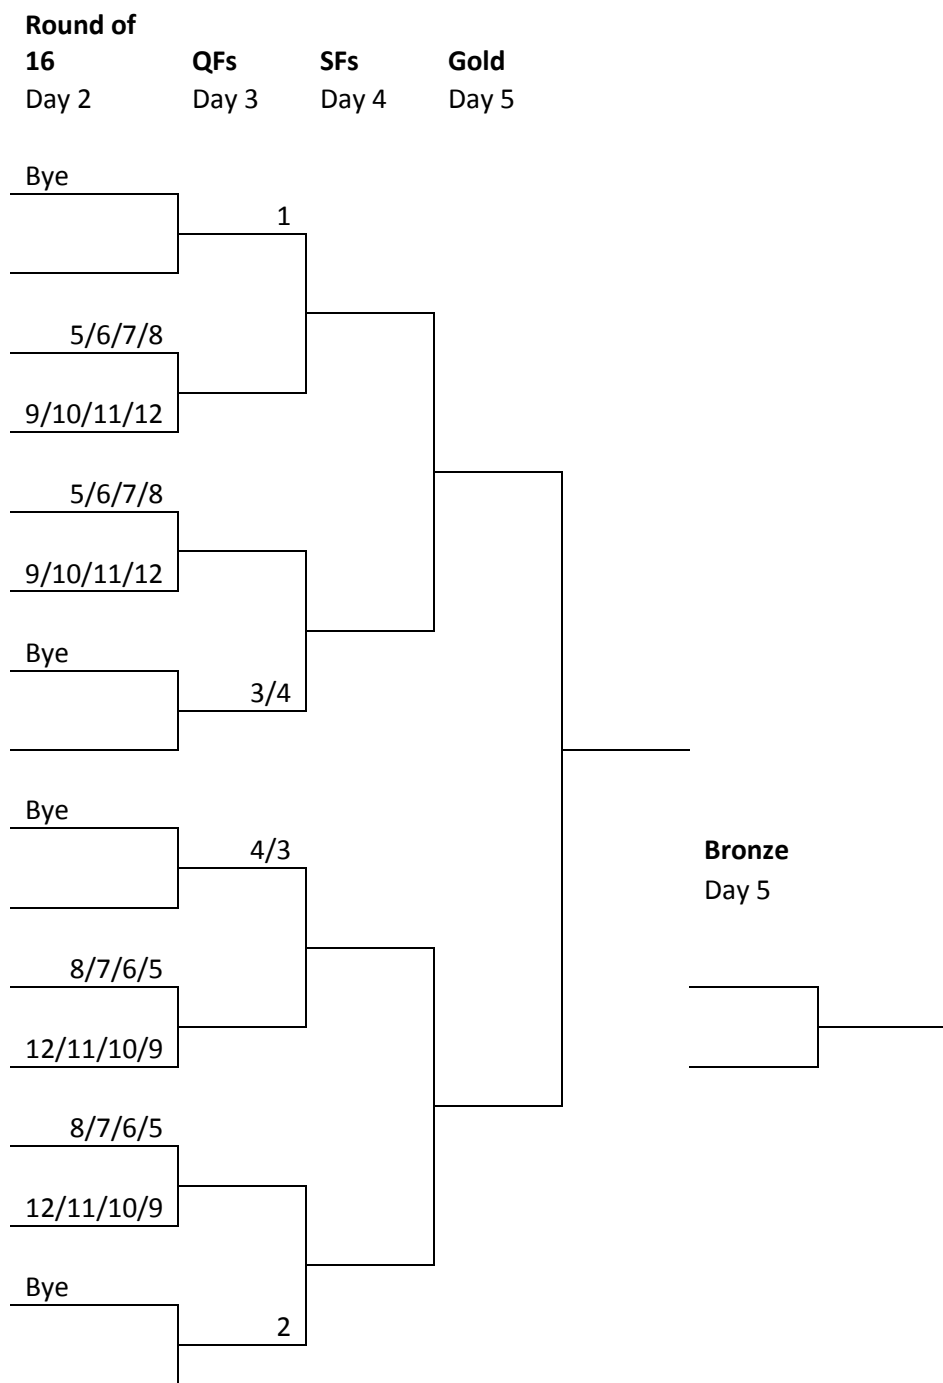 Round of
16
QFs
SFs
Gold
Day 2
Day 3
Day 4
Day 5
Bye
1
5/6/7/8
9/10/11/12
5/6/7/8
9/10/11/12
Bye
3/4
Bye
4/3
Bronze
Day 5
8/7/6/5
12/11/10/9
8/7/6/5
12/11/10/9
Bye
2